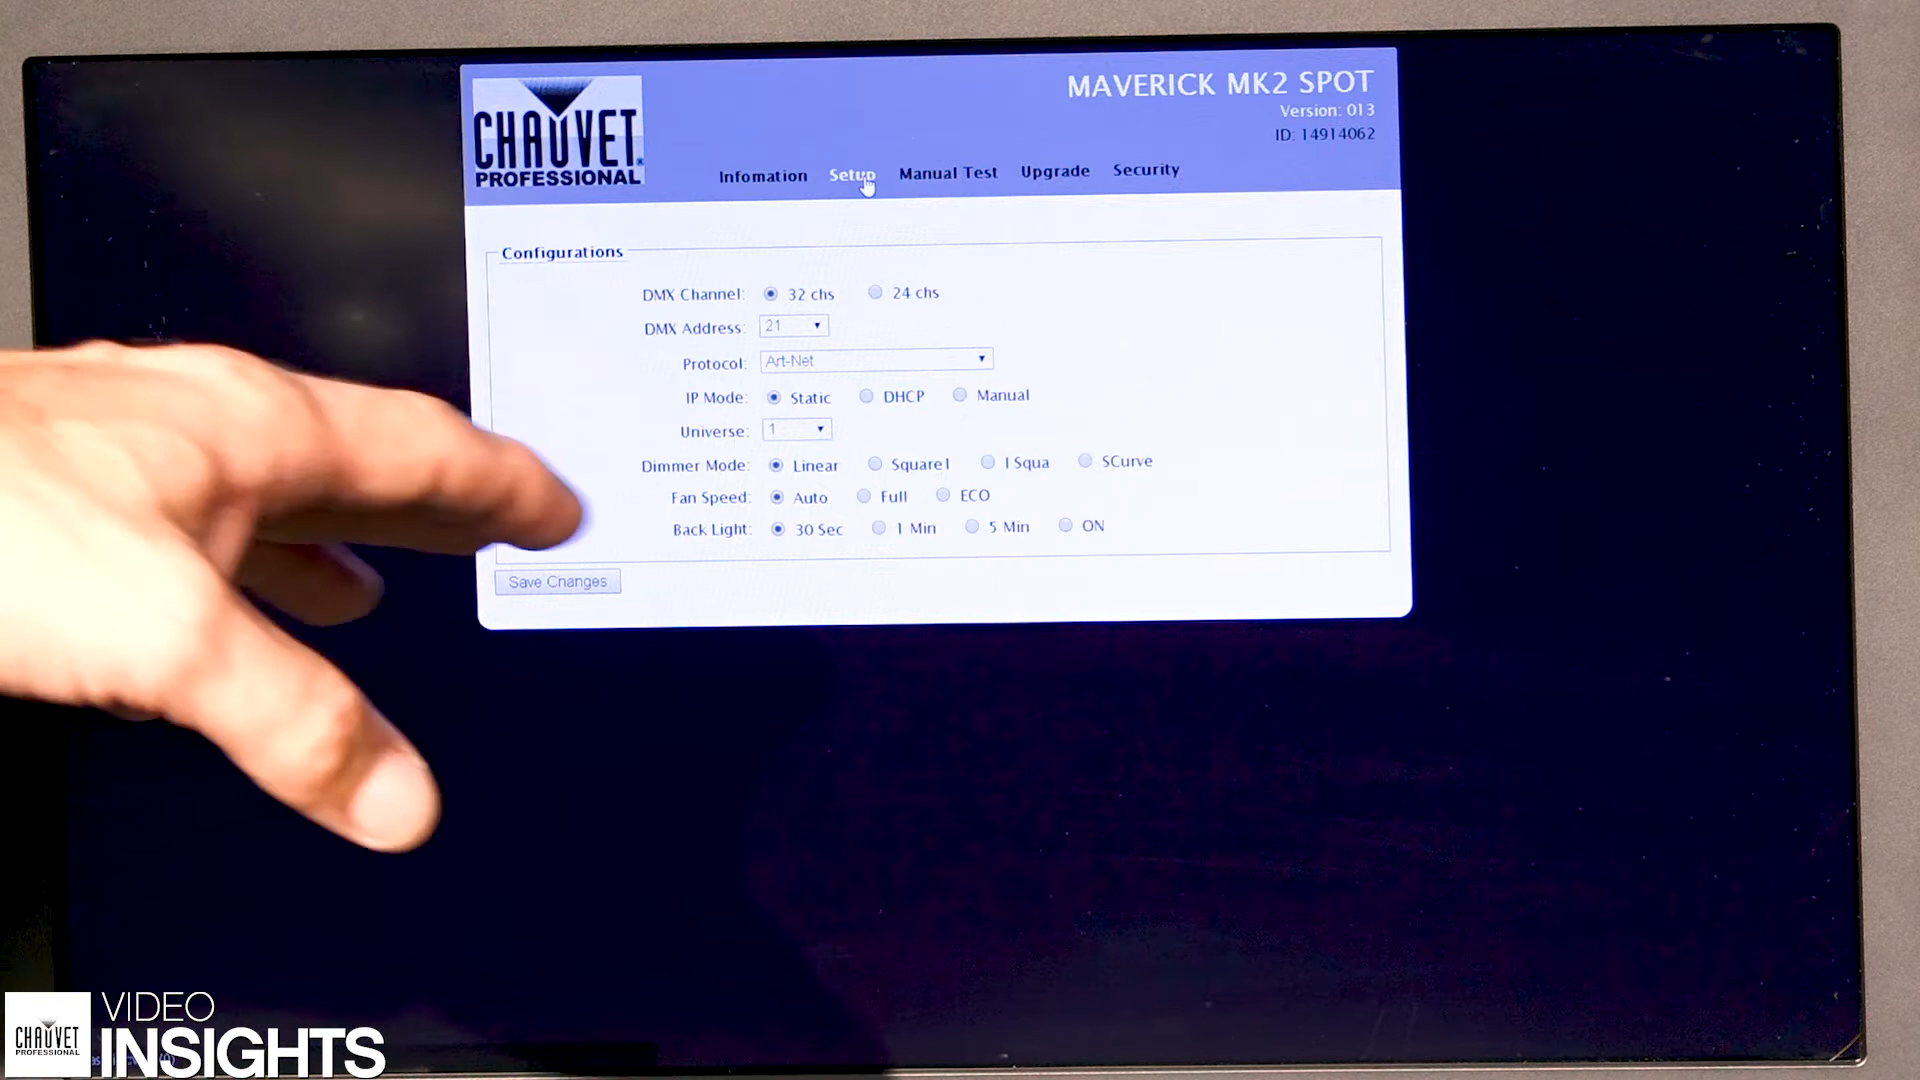 CHAUVET
PROFESSIONAL
MAVERICK MK2 SPOT
Version: 013
ID: 14914062
Infomation Setup Manual Test Upgrade Security
Configurations
DMX Channel: 32 chs 24 chs
DMX Address: 21
Protocol: Art-Net
IP Mode: Static DHCP Manual
Universe: 1
Dimmer Mode: Linear Squarel I Squa SCurve
Fan Speed: Auto Full ECO
Back Light: 30 Sec 1 Min 5 Min ON
Save Changes
CHAUVET
PROFESSIONAL
VIDEO
INSIGHTS